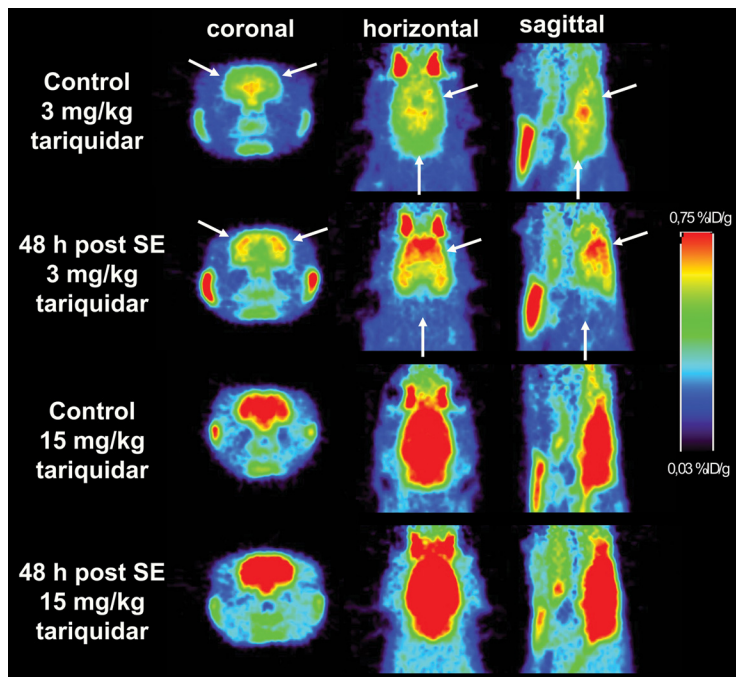 coronal horizontal sagittal
Control
3 mg/kg
tariquidar
48 h post SE
3 mg/kg
tariquidar
0,75 %ID/g
0,03 %ID/g
Control
15 mg/kg
tariquidar
48 h post SE
15 mg/kg
tariquidar